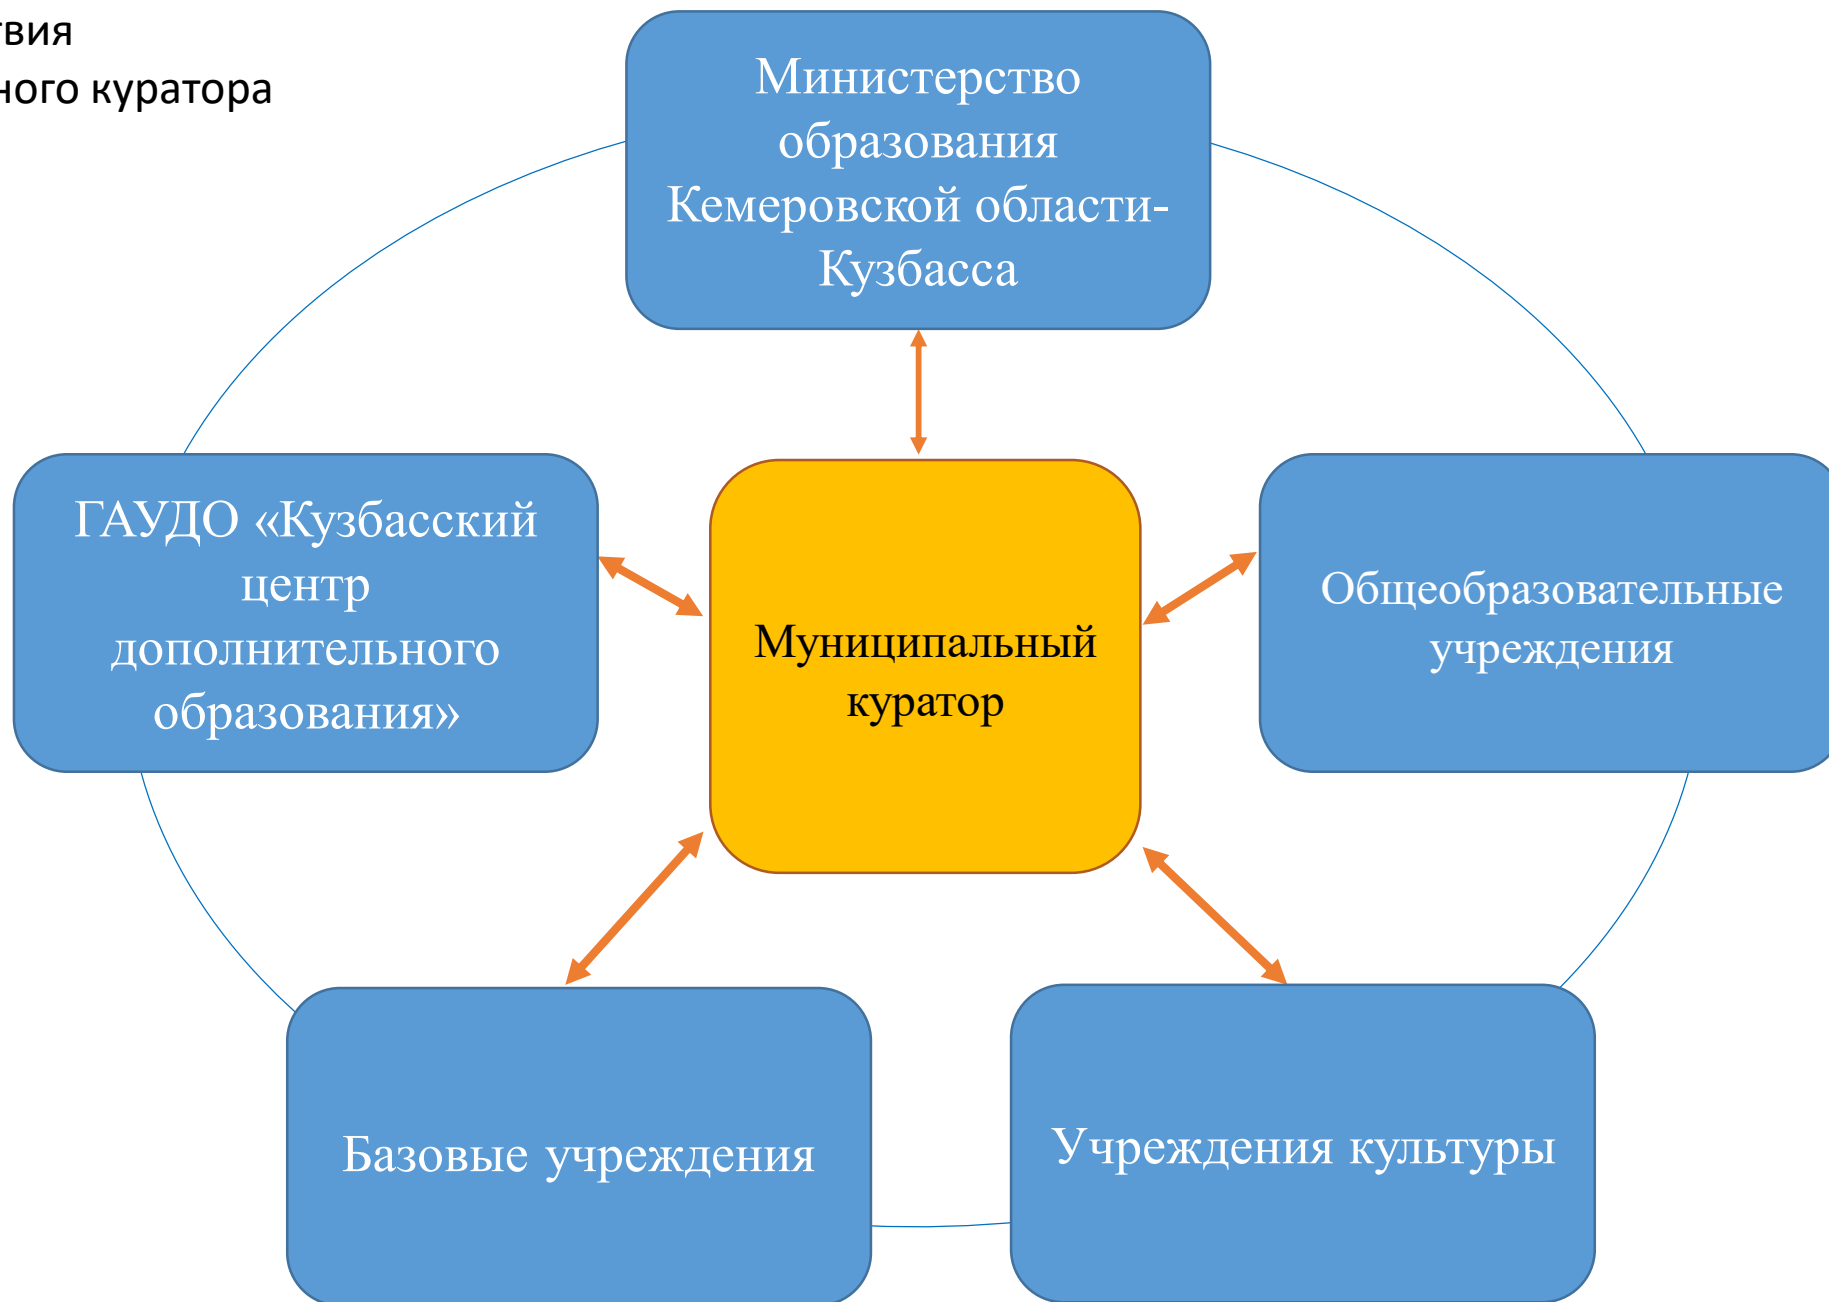 твия
ного куратора
Министерство
образования
Кемеровской области-
Кузбасса
ГАУДО «Кузбасский
центр
дополнительного
образования»
Муниципальный
куратор
Общеобразовательные
учреждения
Базовые учреждения
Учреждения культуры